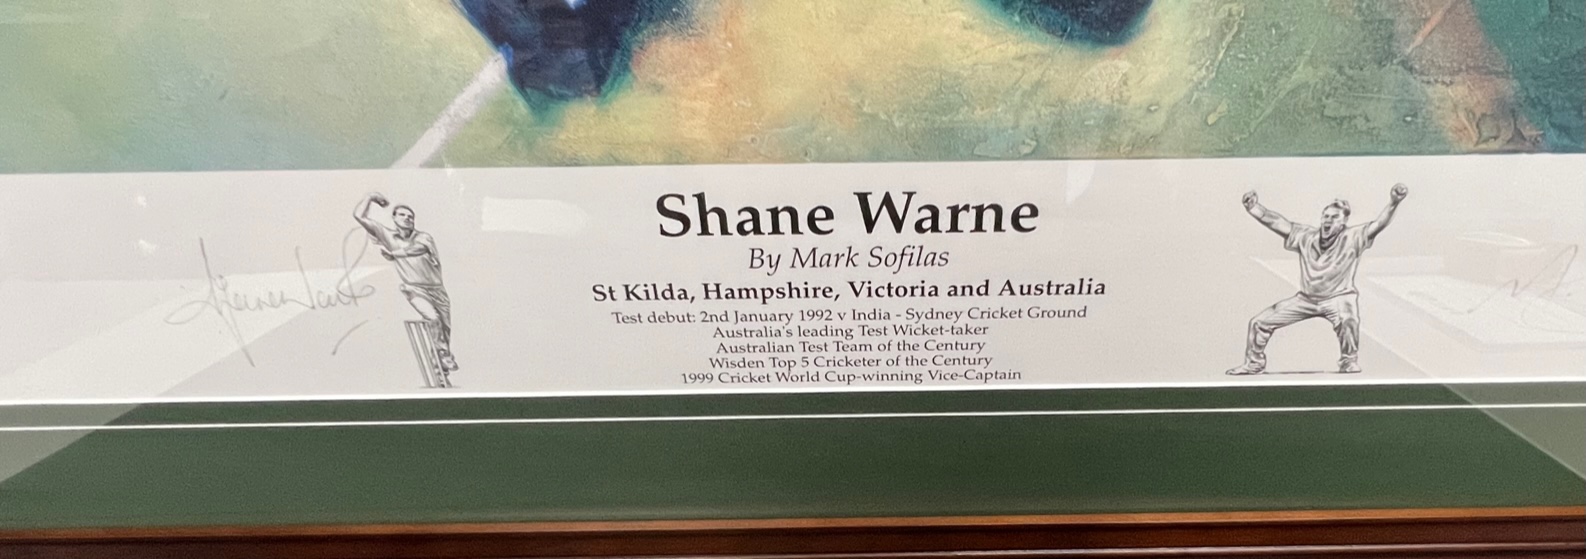 Shane Warne
By Mark Sofilas
St Kilda, Hampshire, Victoria and Australia
Test debut: 2nd January 1992 v India - Sydney Cricket Ground
Australia's leading Test Wicket-taker
Australian Test Team of the Century
Wisden Top 5 Cricketer of the Century
1999 Cricket World Cup-winning Vice-Captain